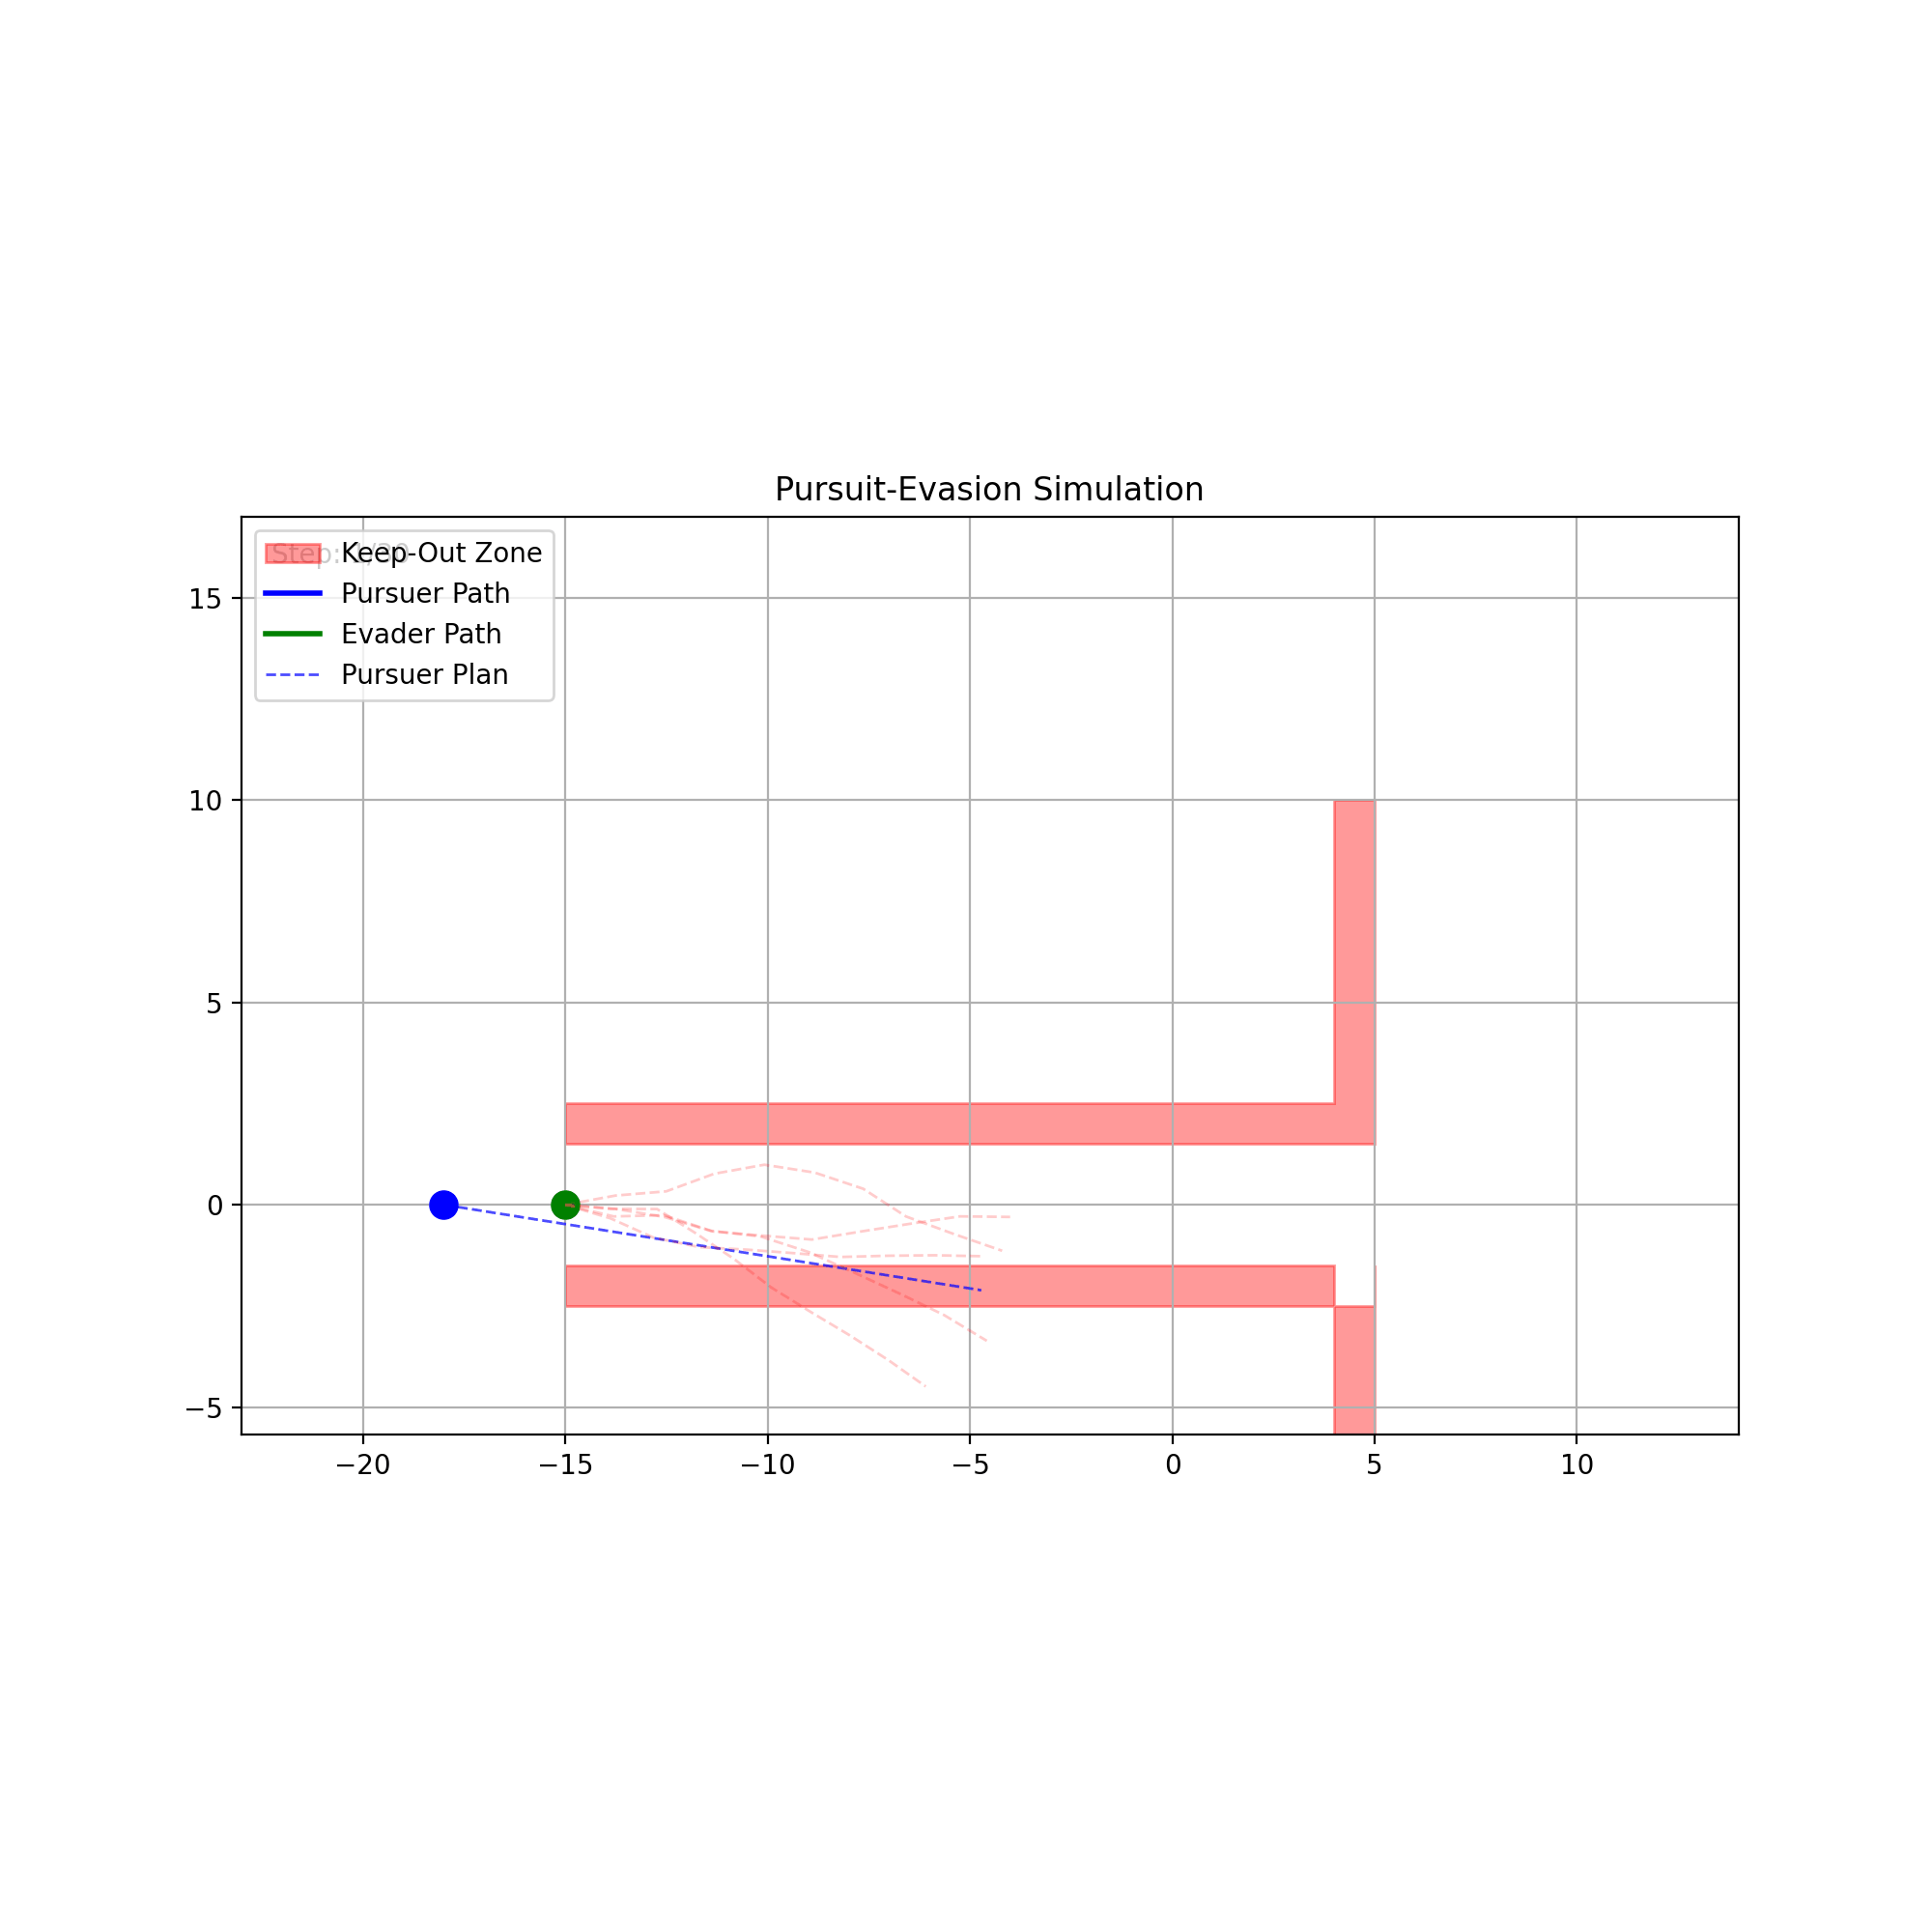 Pursuit-Evasion Simulation
Keep-Out Zone
Pursuer Path
Evader Path
Pursuer Plan
15
10
5
0
−5
−20
−15
−10
−5
0
5
10